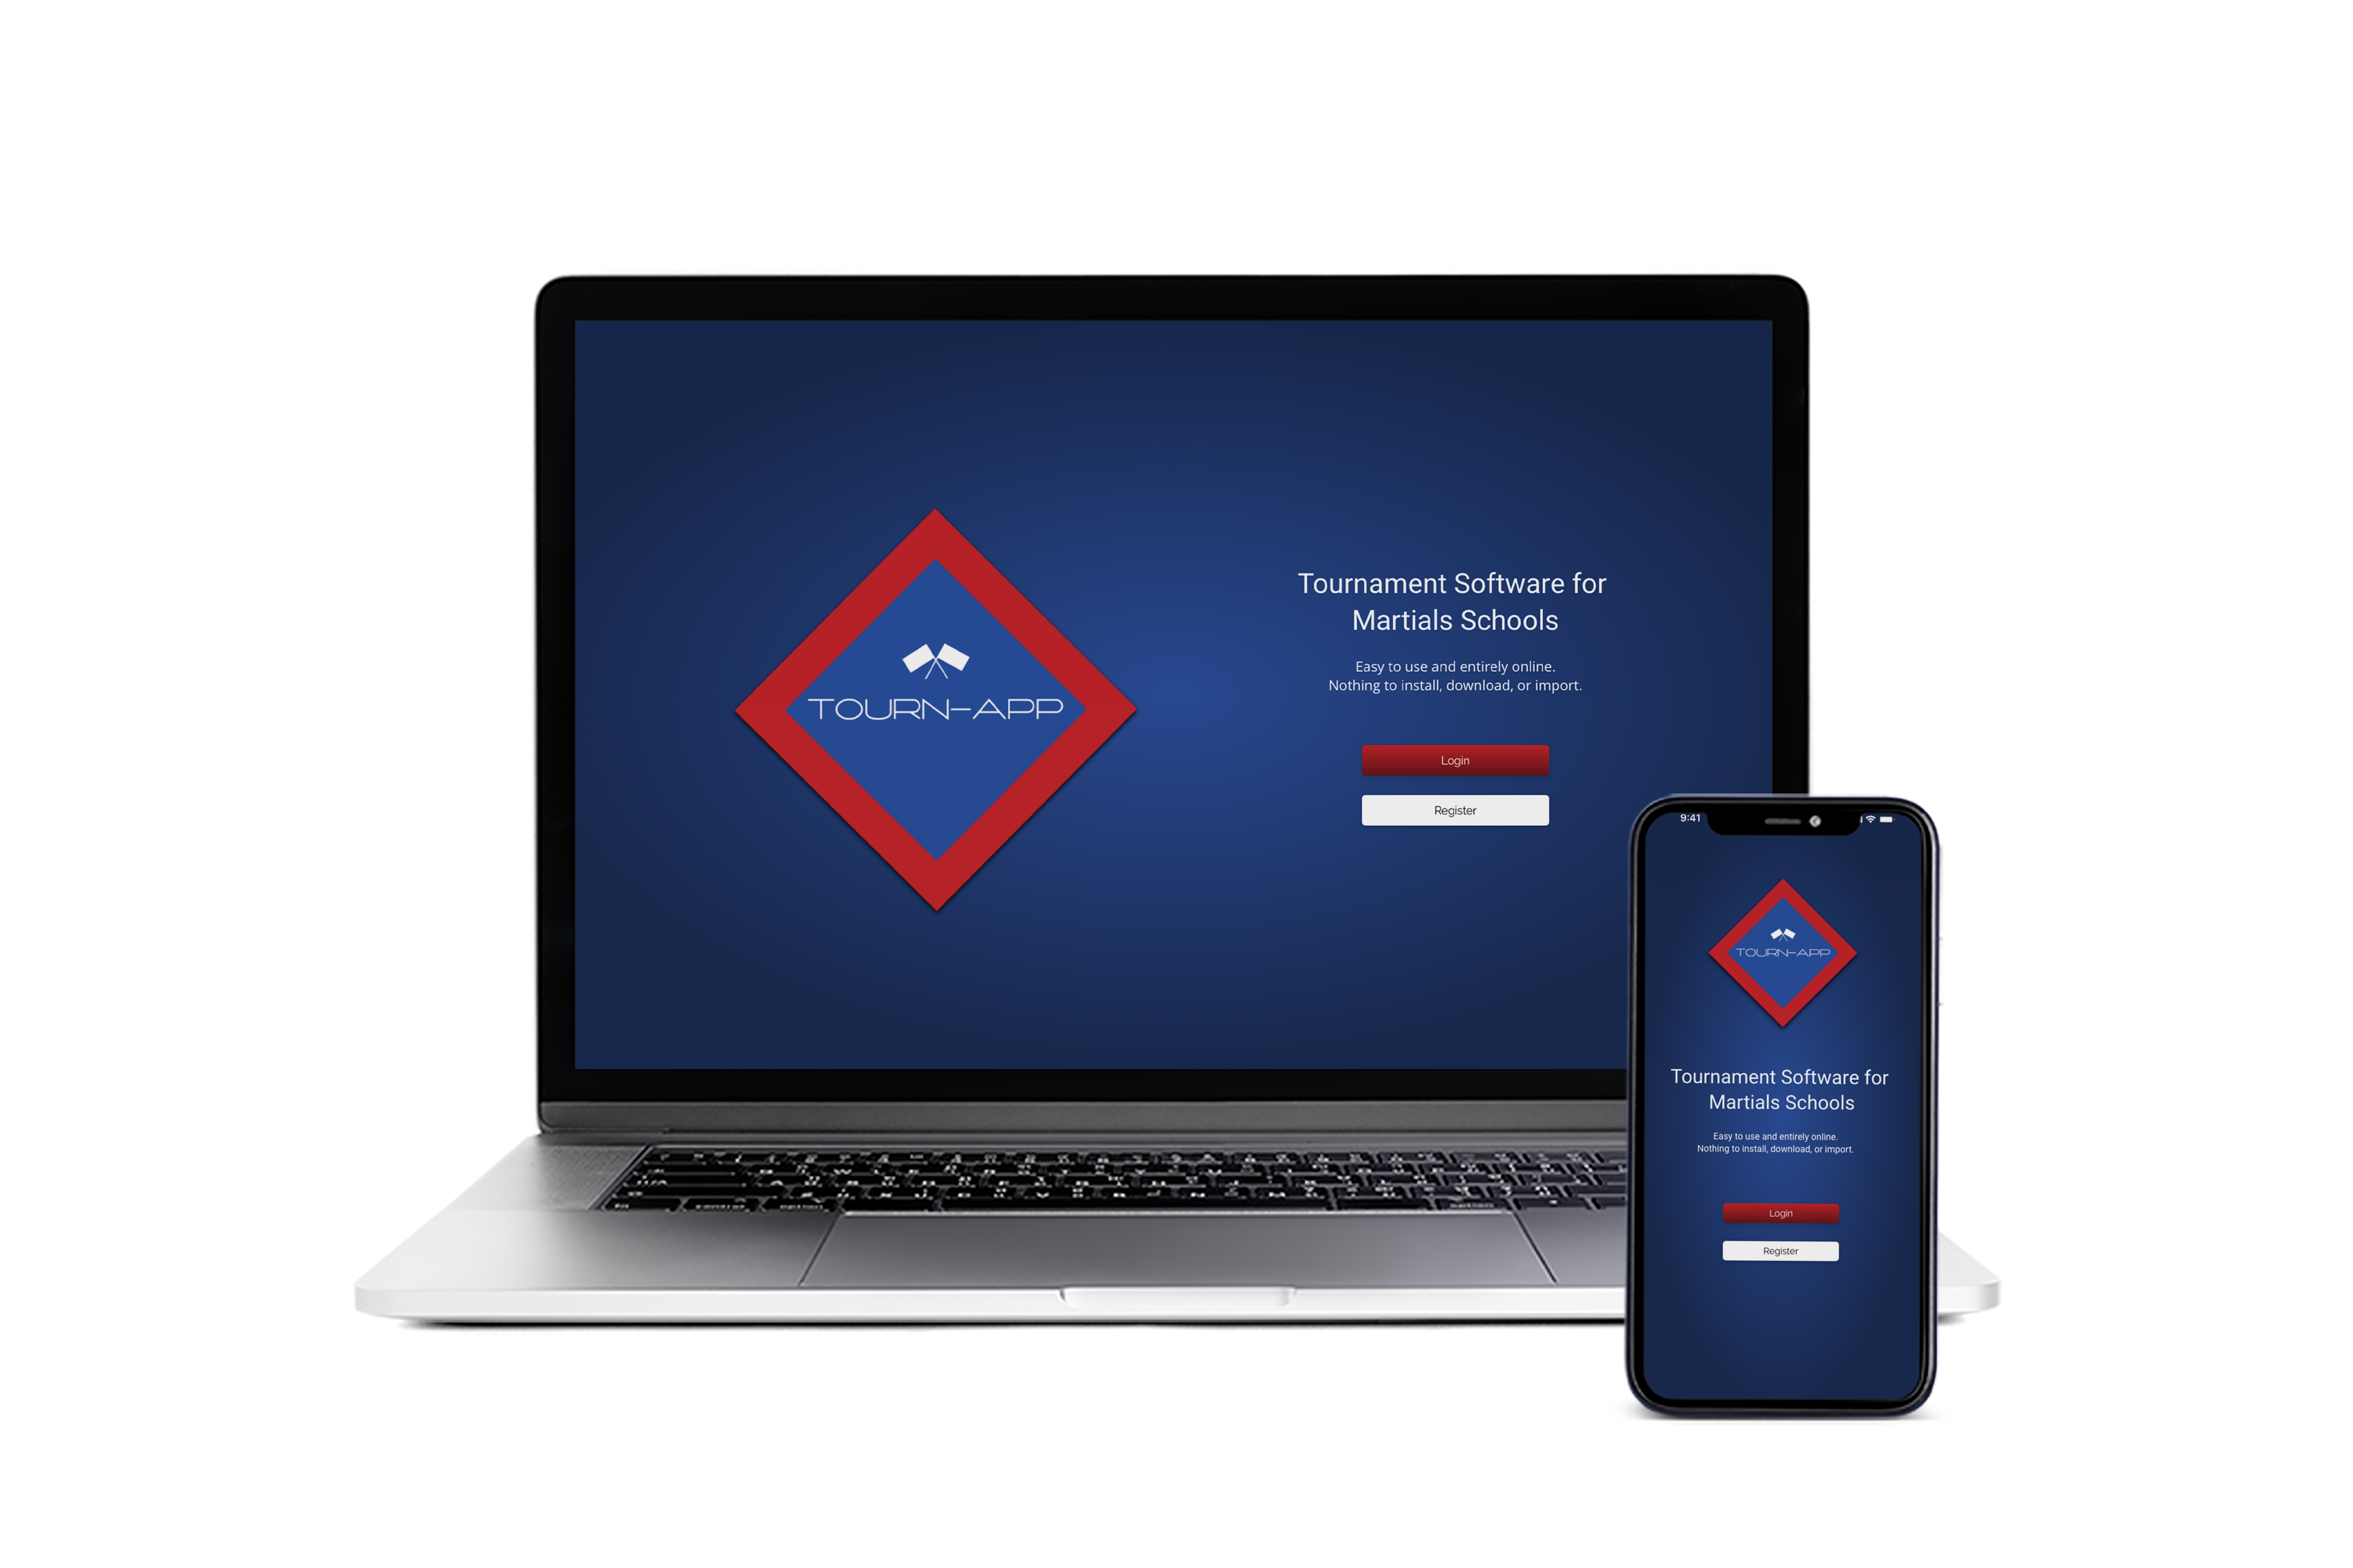 TOURN-APP
Tournament Software for
Martials Schools
Easy to use and entirely online.
Nothing to install, download, or import.
Login
Register
9:41
TOURN-APP
Tournament Software for
Martials Schools
Easy to use and entirely online.
Nothing to install, download, or import.
Login
Register